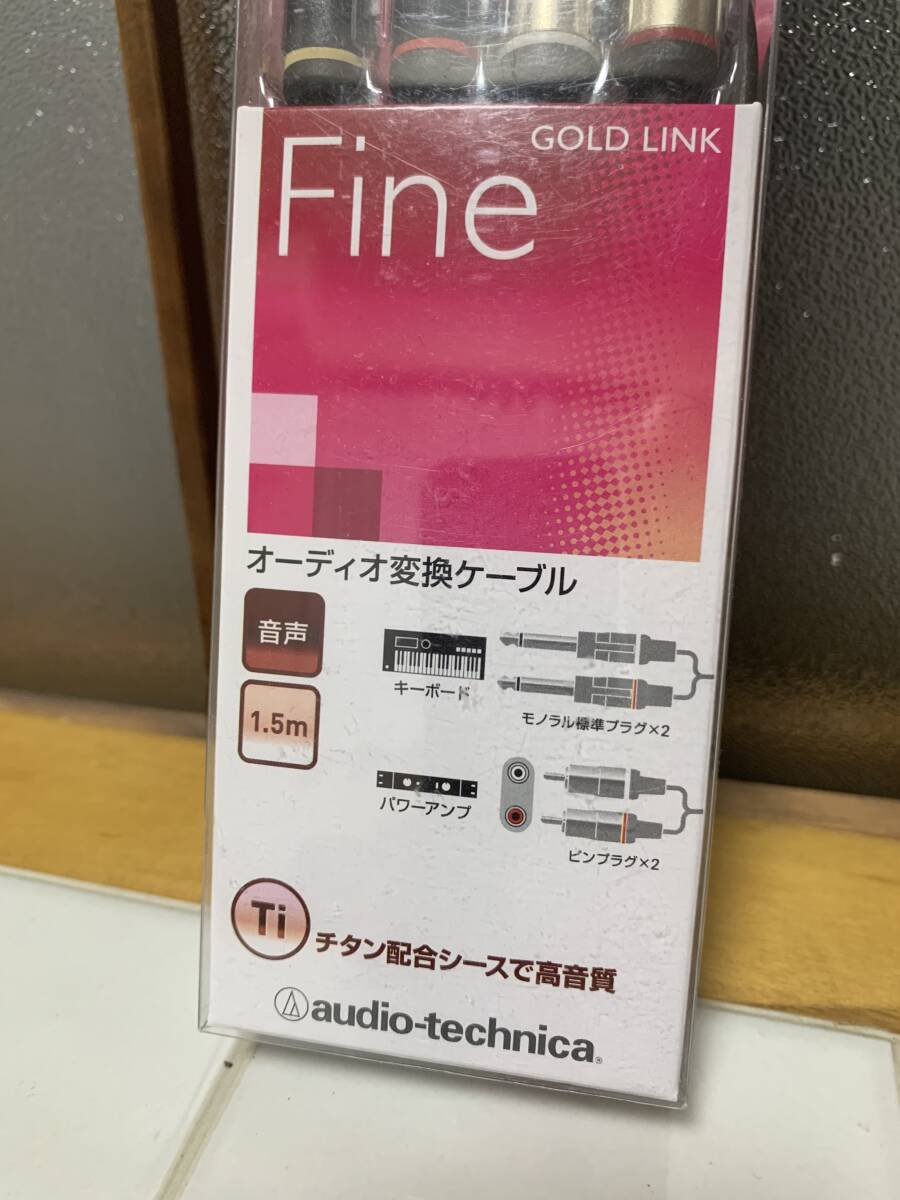 GOLD LINK
Fine
オーディオ変換ケーブル
音声
1.5m
キーボード
モノラル標準プラグ×2
パワーアンプ
ピンプラグ×2
Ti
チタン配合シースで高音質
audio-technica®